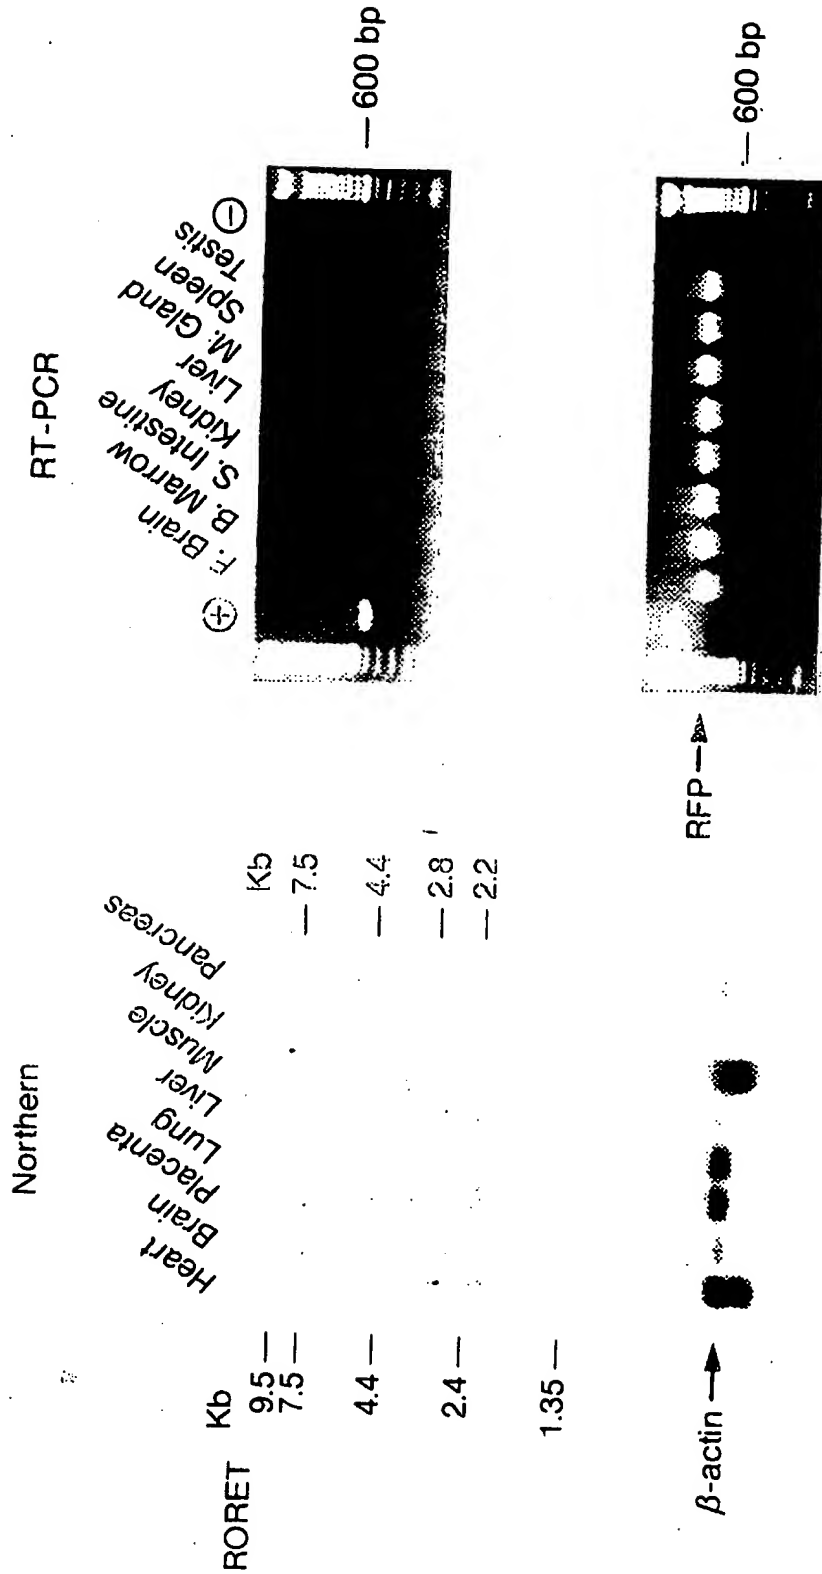 Northern
RT-PCR
Heart
Brain
Placenta
Lung
Liver
Muscle
Kidney
Pancreas
⊕
F. Brain
B. Marrow
S. Intestine
Kidney
Liver
M. Gland
Spleen
Testis
⊖
RORET
Kb
9.5
7.5
4.4
2.4
1.35
Kb
7.5
4.4
2.8
2.2
600 bp
β-actin
RFP
600 bp